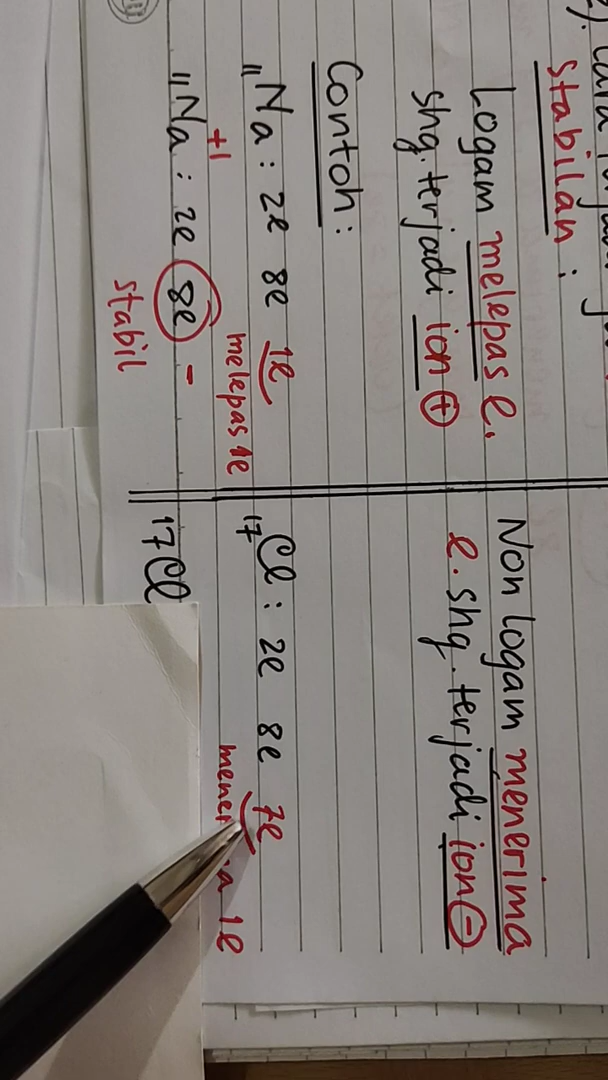 stabilan :
Logam melepas e.
shg. terjadi ion ⊕
Contoh :
11Na : 2e 8e 1e
melepas 1e
+1
11Na : 2e 8e -
stabil
Non logam menerima
e. shg. terjadi ion ⊖
17Cl : 2e 8e 7e
1e
17Cl